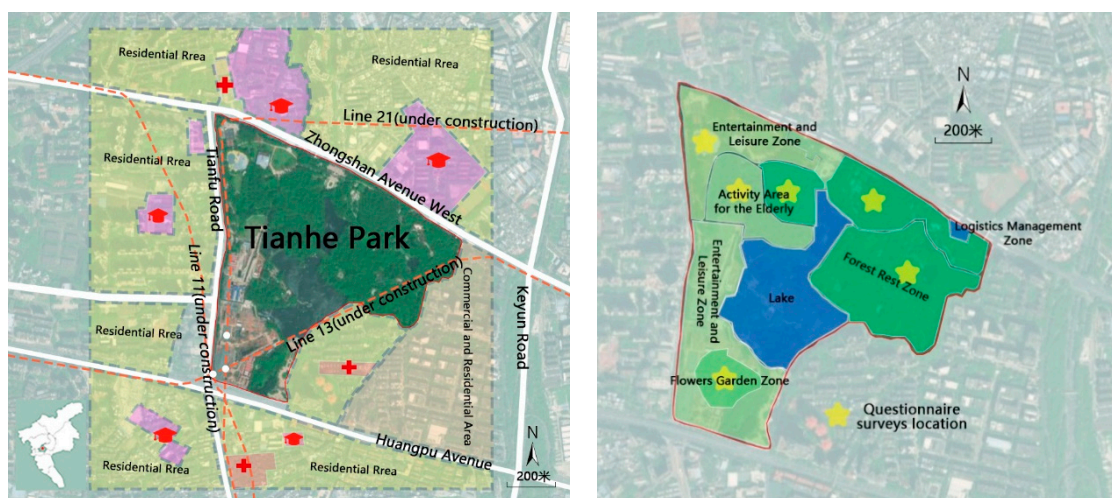 Residential Rrea
Residential Rrea
Line 21(under construction)
Zhongshan Avenue West
Residential Rrea
Tianfu Road
Tianhe Park
Line 11(under construction)
Line 13(under construction)
Commercial and Residential Area
Keyun Road
Residential Rrea
Huangpu Avenue
Residential Rrea
Residential Rrea
N
200米
N
200米
Entertainment and
Leisure Zone
Activity Area
for the Elderly
Logistics Management
Zone
Forest Rest Zone
Entertainment and
Leisure Zone
Lake
Flowers Garden Zone
Questionnaire
surveys location